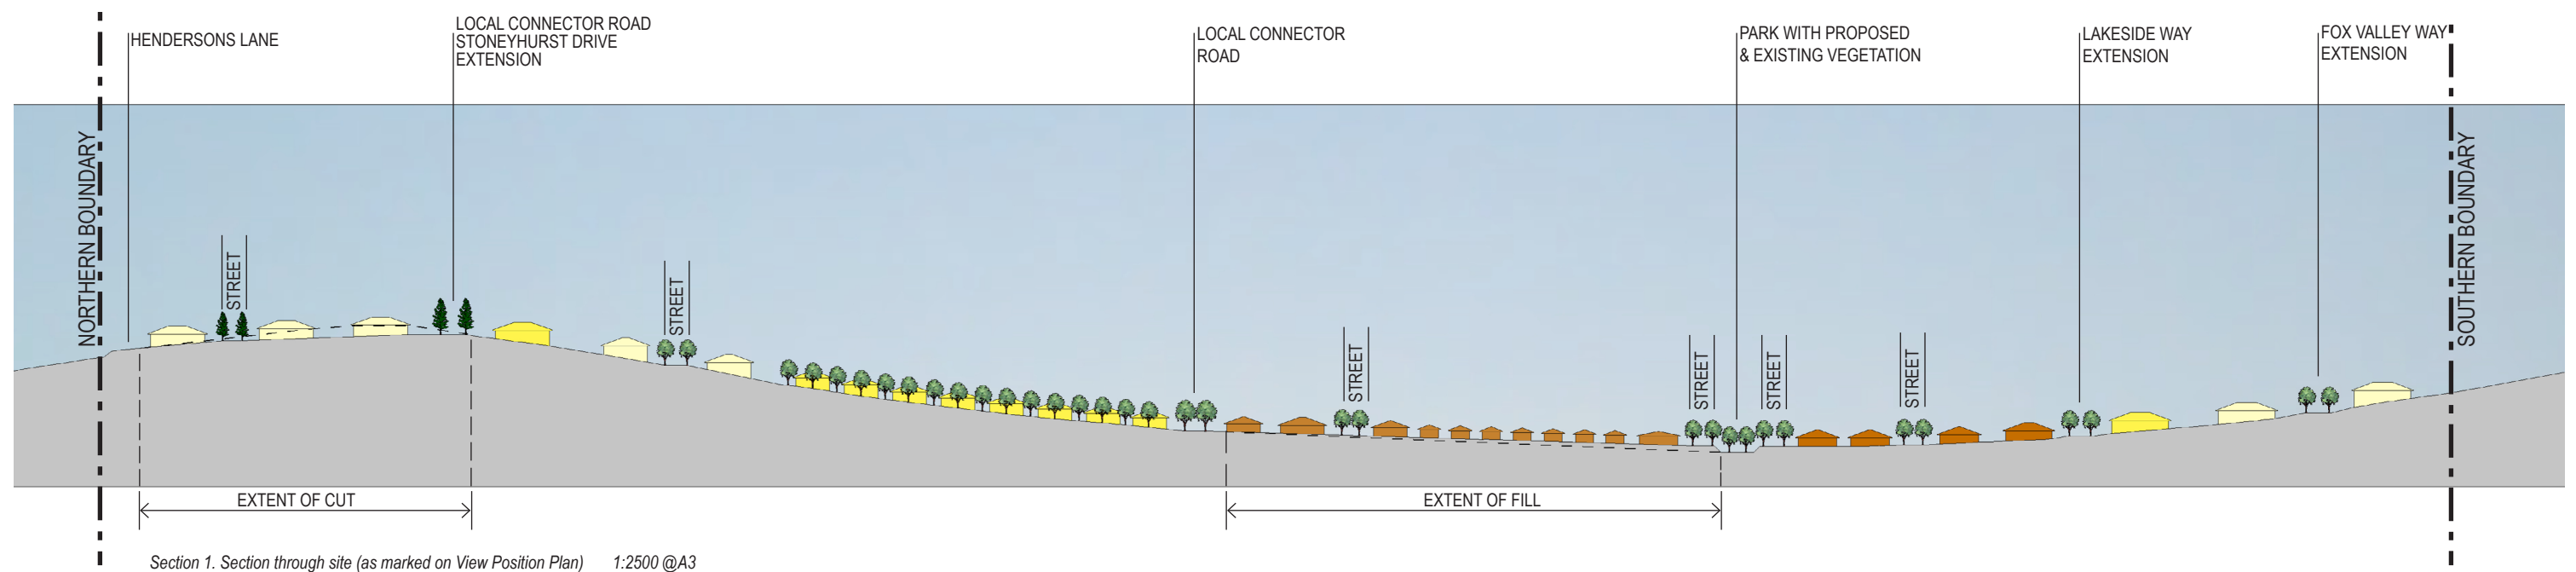 HENDERSONS LANE
LOCAL CONNECTOR ROAD
STONEYHURST DRIVE
EXTENSION
LOCAL CONNECTOR
ROAD
PARK WITH PROPOSED
& EXISTING VEGETATION
LAKESIDE WAY
EXTENSION
FOX VALLEY WAY
EXTENSION
NORTHERN BOUNDARY
STREET
STREET
STREET
STREET
STREET
STREET
SOUTHERN BOUNDARY
EXTENT OF CUT
EXTENT OF FILL
Section 1. Section through site (as marked on View Position Plan) 1:2500 @A3